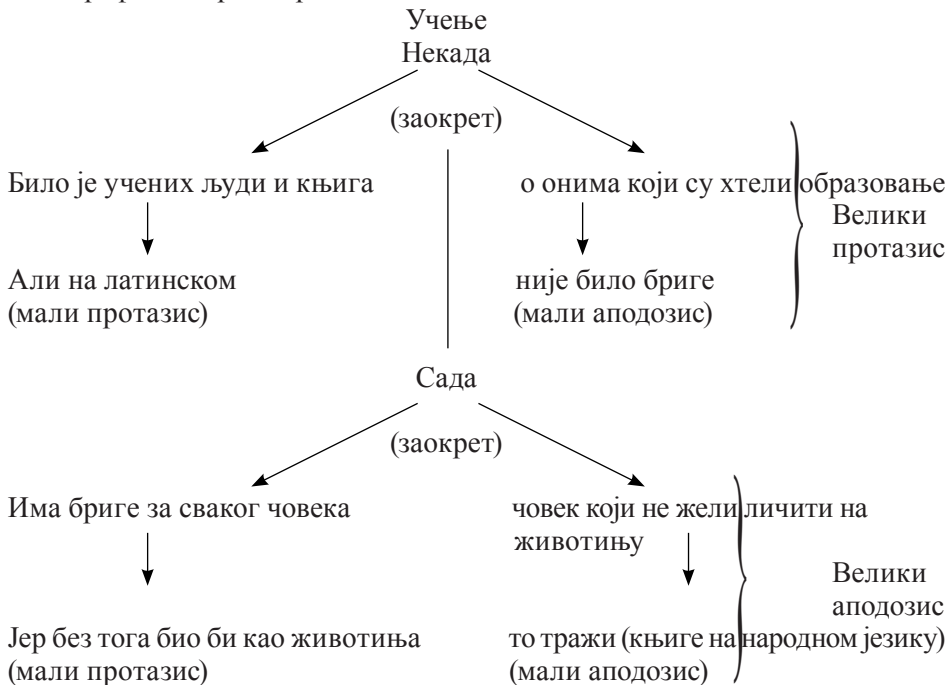 Учење
Некада
(заокрет)
Било је учених људи и књига
о онима који су хтели образовање
Велики
протазис
Али на латинском
(мали протазис)
није било бриге
(мали аподозис)
Сада
(заокрет)
Има бриге за сваког човека
човек који не жели личити на
животињу
Велики
аподозис
Јер без тога био би као животиња
(мали протазис)
то тражи (књиге на народном језику)
(мали аподозис)